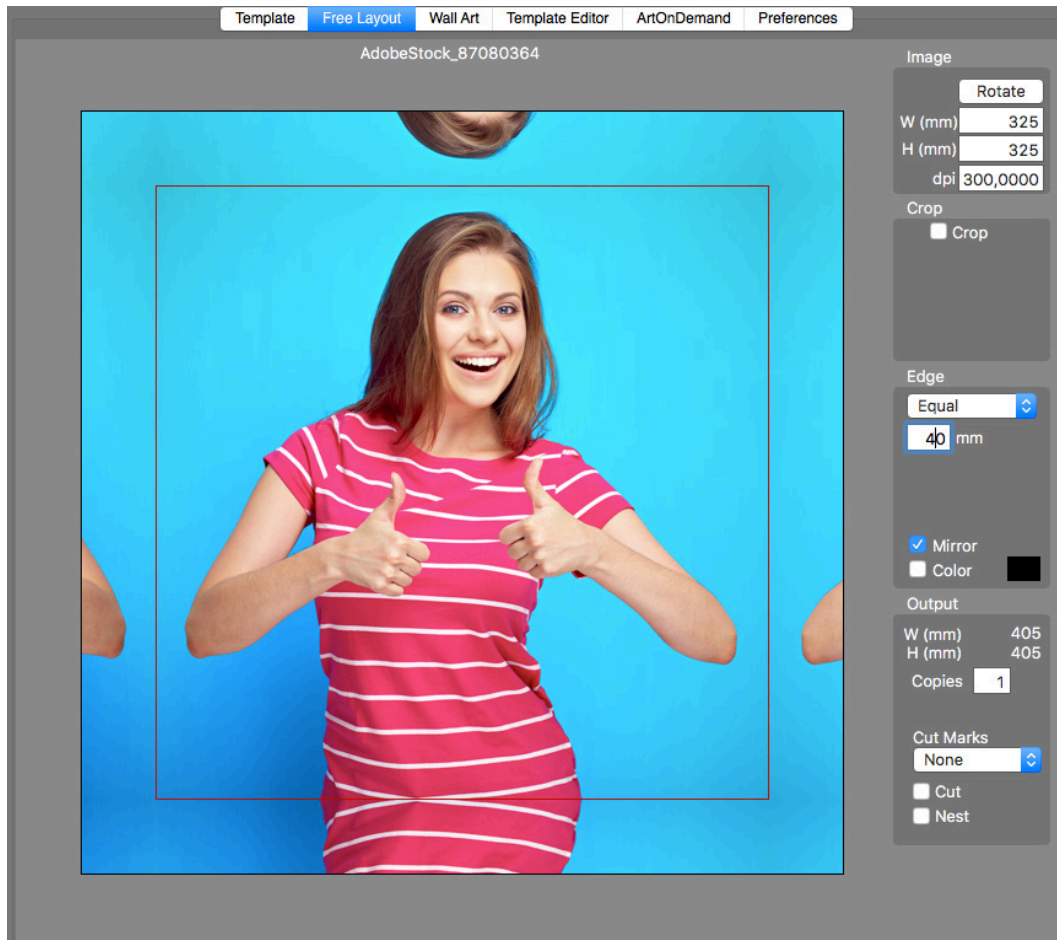 Template Free Layout Wall Art Template Editor ArtOnDemand Preferences
AdobeStock_87080364
Image
Rotate
W (mm) 325
H (mm) 325
dpi 300,0000
Crop
Crop
Edge
Equal
40 mm
Mirror
Color
Output
W (mm) 405
H (mm) 405
Copies 1
Cut Marks
None
Cut
Nest